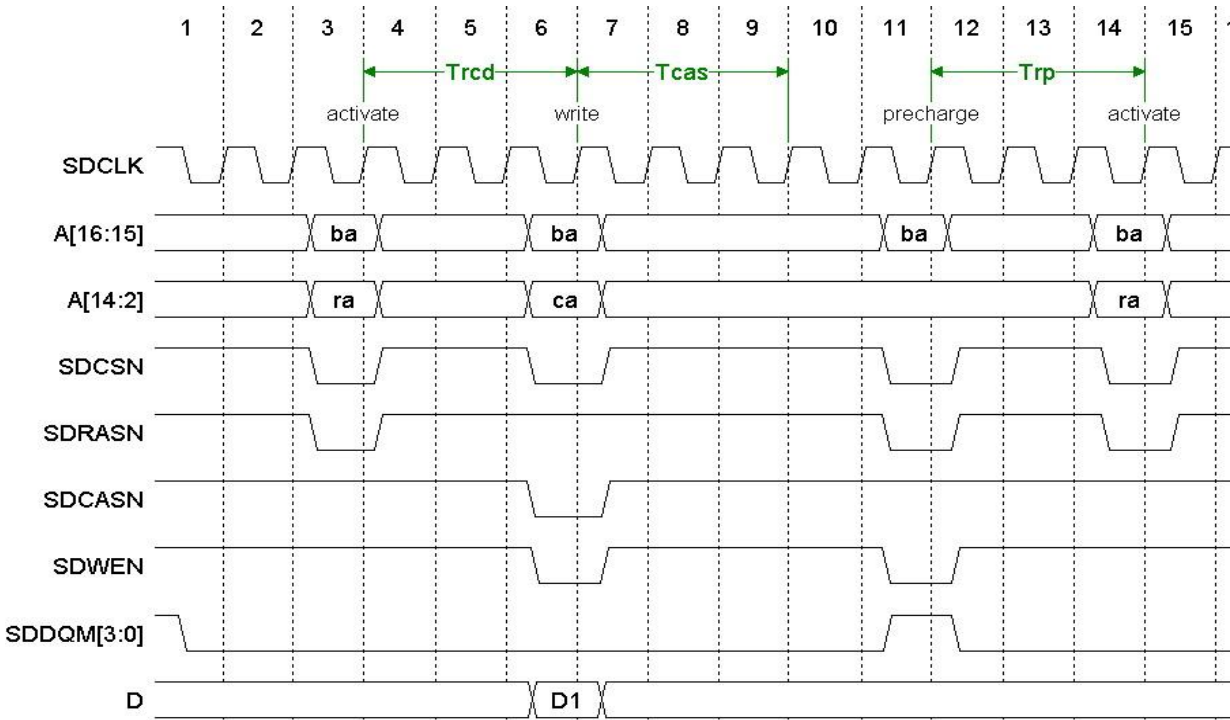 1 2 3 4 5 6 7 8 9 10 11 12 13 14 15
Trcd Tcas Trp
activate write precharge activate
SDCLK
A[16:15] ba ba ba ba
A[14:2] ra ca ra
SDCSN
SDRASN
SDCASN
SDWEN
SDDQM[3:0]
D D1